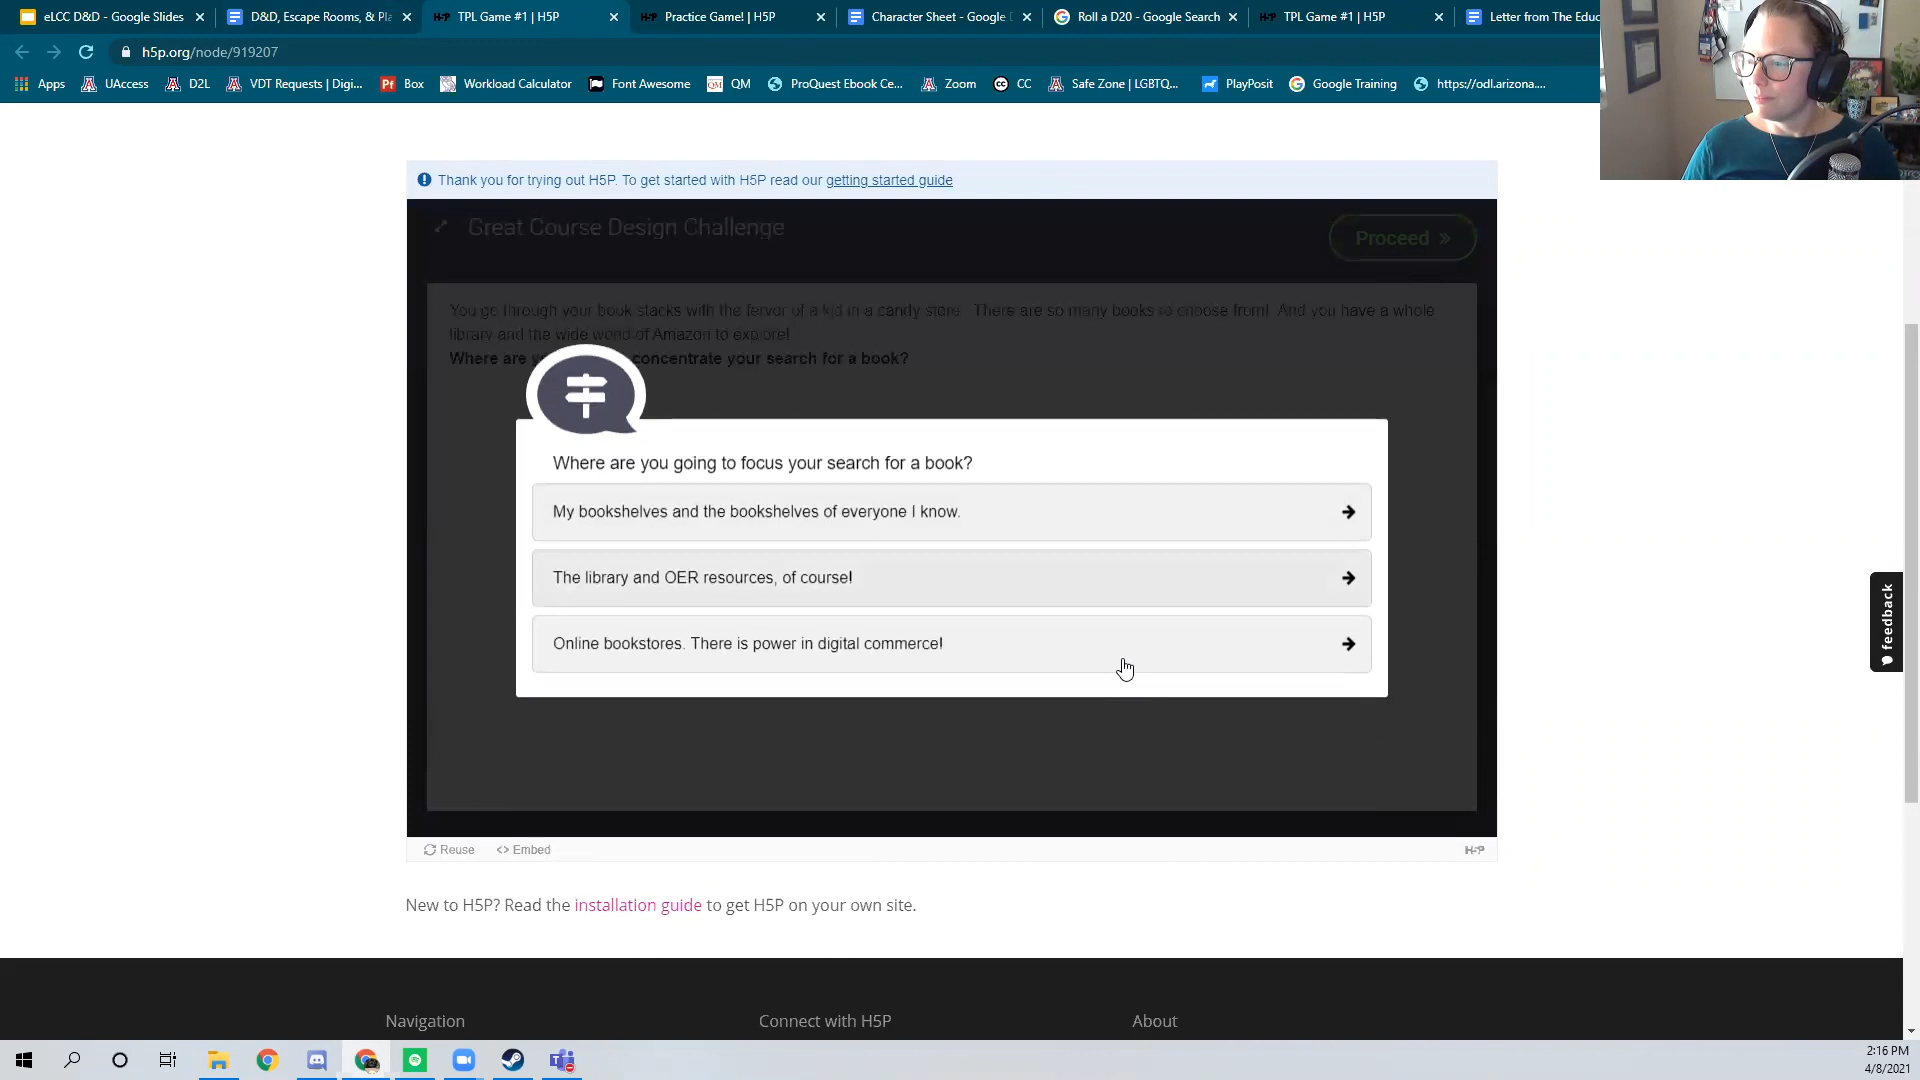 eLCC D&D - Google Slides
D&D, Escape Rooms, & Pla
TPL Game #1 | H5P
Practice Game! | H5P
Character Sheet - Google D
Roll a D20 - Google Search
TPL Game #1 | H5P
Letter from The Educ
h5p.org/node/919207
Apps
UAccess
D2L
VDT Requests | Digi...
Box
Workload Calculator
Font Awesome
QM
ProQuest Ebook Ce...
Zoom
CC
Safe Zone | LGBTQ...
PlayPosit
Google Training
https://odl.arizona....
Thank you for trying out H5P. To get started with H5P read our getting started guide
Great Course Design Challenge
Proceed »
You go through your book stacks with the fervor of a kid in a candy store. There are so many books to choose from! And you have a whole
library and the wide world of Amazon to explore!
Where are concentrate your search for a book?
Where are you going to focus your search for a book?
My bookshelves and the bookshelves of everyone I know.
The library and OER resources, of course!
Online bookstores. There is power in digital commerce!
feedback
Reuse
<> Embed
H5P
New to H5P? Read the installation guide to get H5P on your own site.
Navigation
Connect with H5P
About
2:16 PM
4/8/2021